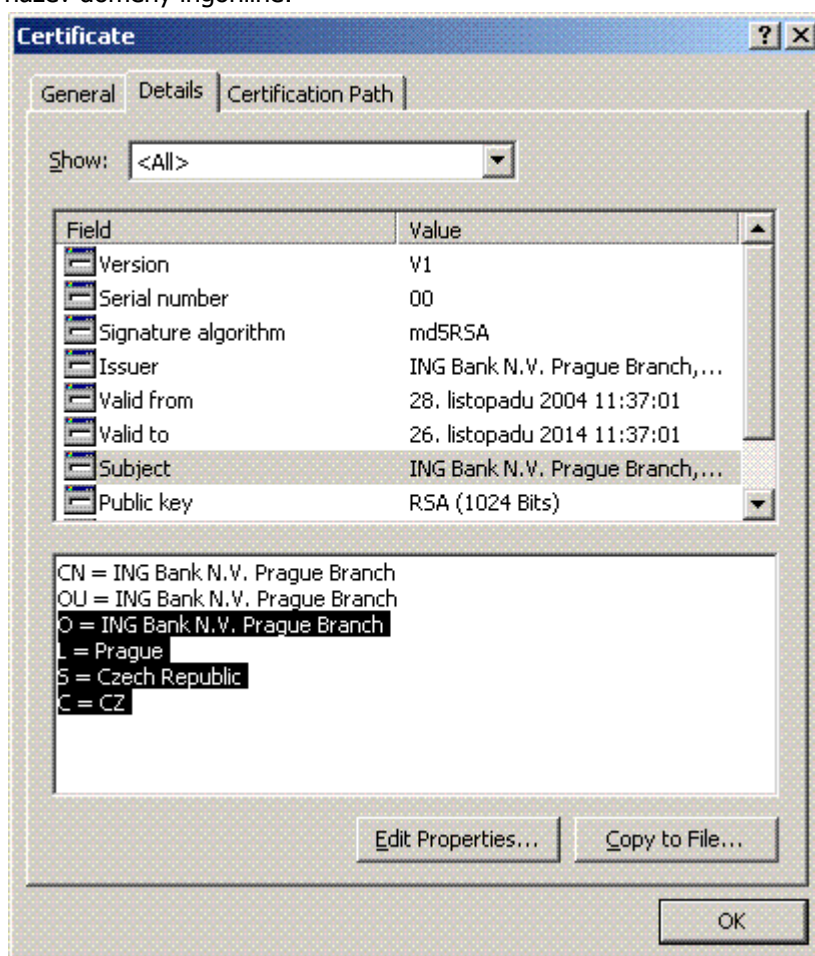 název domény ingonline.
Certificate
General Details Certification Path
Show: <All>
Field Value
Version V1
Serial number 00
Signature algorithm md5RSA
Issuer ING Bank N.V. Prague Branch,...
Valid from 28. listopadu 2004 11:37:01
Valid to 26. listopadu 2014 11:37:01
Subject ING Bank N.V. Prague Branch,...
Public key RSA (1024 Bits)
CN = ING Bank N.V. Prague Branch
OU = ING Bank N.V. Prague Branch
O = ING Bank N.V. Prague Branch
L = Prague
S = Czech Republic
C = CZ
Edit Properties... Copy to File...
OK